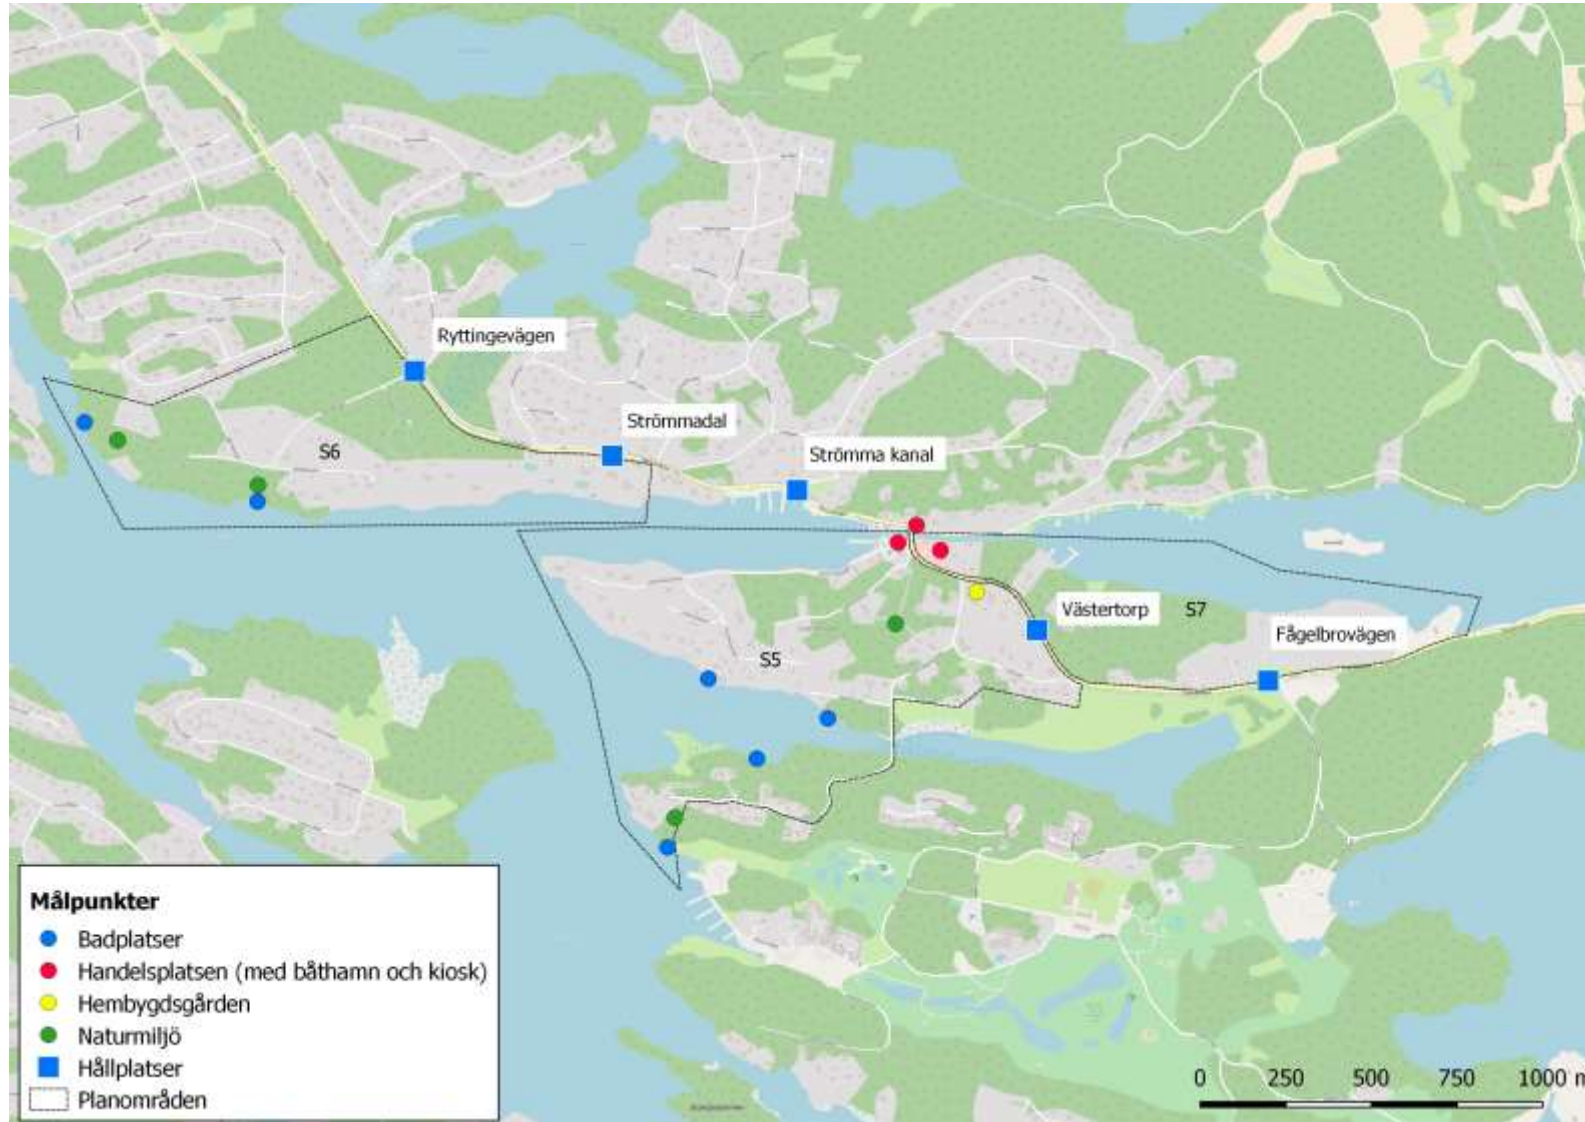 Ryttingevägen
Strömmadal
S6
Strömma kanal
Västertorp
S7
Fågelbrovägen
S5
Målpunkter
Badplatser
Handelsplatsen (med båthamn och kiosk)
Hembygdsgården
Naturmiljö
Hållplatser
Planområden
0 250 500 750 1000 m